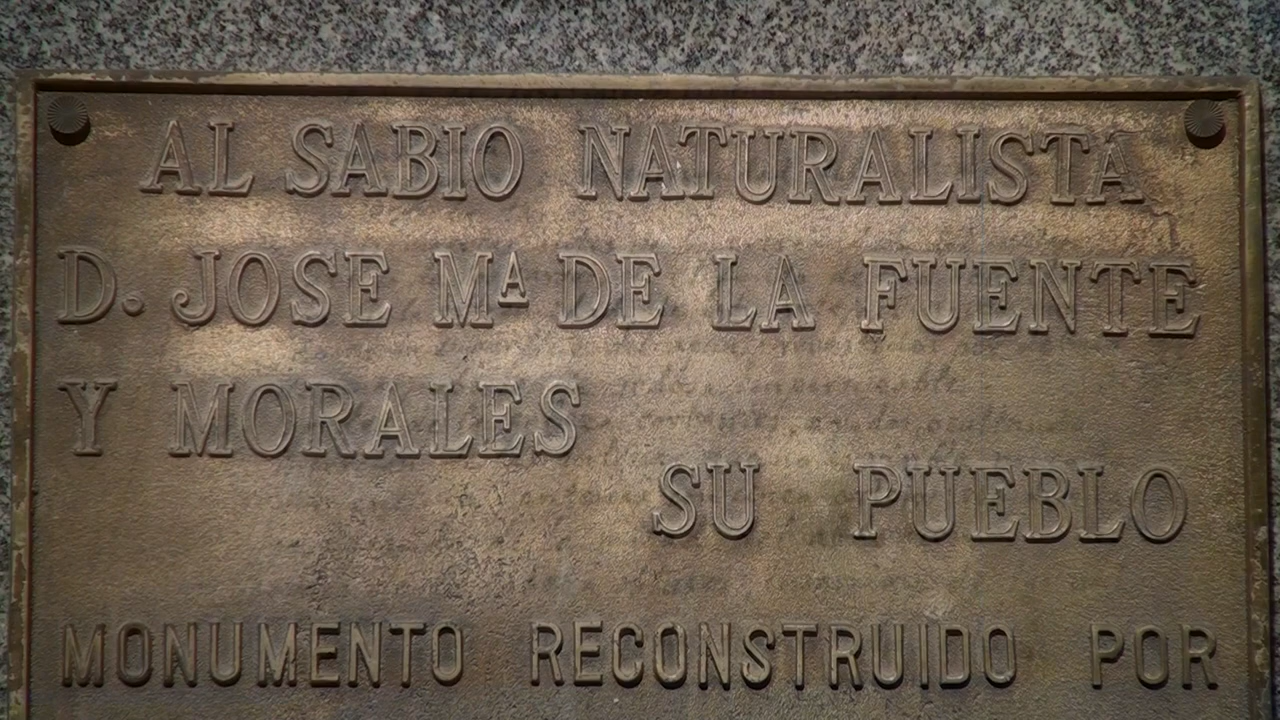 AL SABIO NATURALISTA
D. JOSE Mª DE LA FUENTE
Y MORALES
SU PUEBLO
MONUMENTO RECONSTRUIDO POR